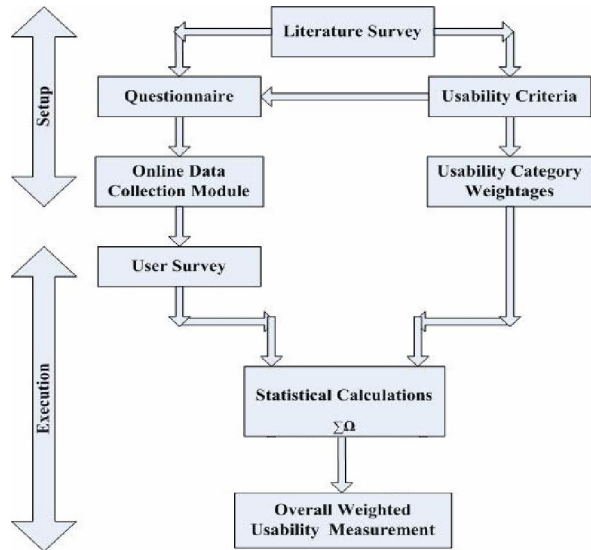 Literature Survey
Setup
Questionnaire
Usability Criteria
Online Data
Collection Module
Usability Category
Weightages
Execution
User Survey
Statistical Calculations
∑Ω
Overall Weighted
Usability Measurement